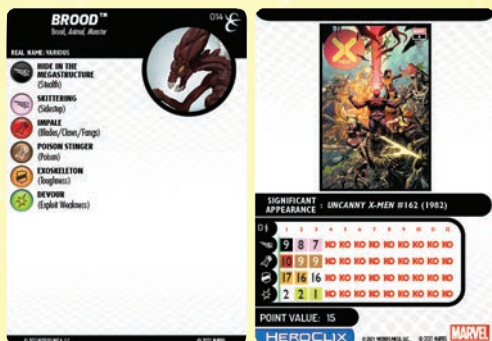 BROOD™
014
Brood, Animal, Monster
REAL NAME: VARIOUS
HIDE IN THE
MEGASTRUCTURE
(Stealth)
SKITTERING
(Sidestep)
IMPALE
(Blades/Claws/Fangs)
POISON STINGER
(Poison)
EXOSKELETON
(Toughness)
DEVOUR
(Exploit Weakness)
SIGNIFICANT
APPEARANCE : UNCANNY X-MEN #162 (1982)
1 2 3 4 5 6 7 8 9 10 11 12
9 8 7 KO KO KO KO KO KO KO KO KO
10 9 9 KO KO KO KO KO KO KO KO KO
17 16 16 KO KO KO KO KO KO KO KO KO
2 2 1 KO KO KO KO KO KO KO KO KO
POINT VALUE: 15
HEROCLIX
© 2021 MARVEL
MARVEL